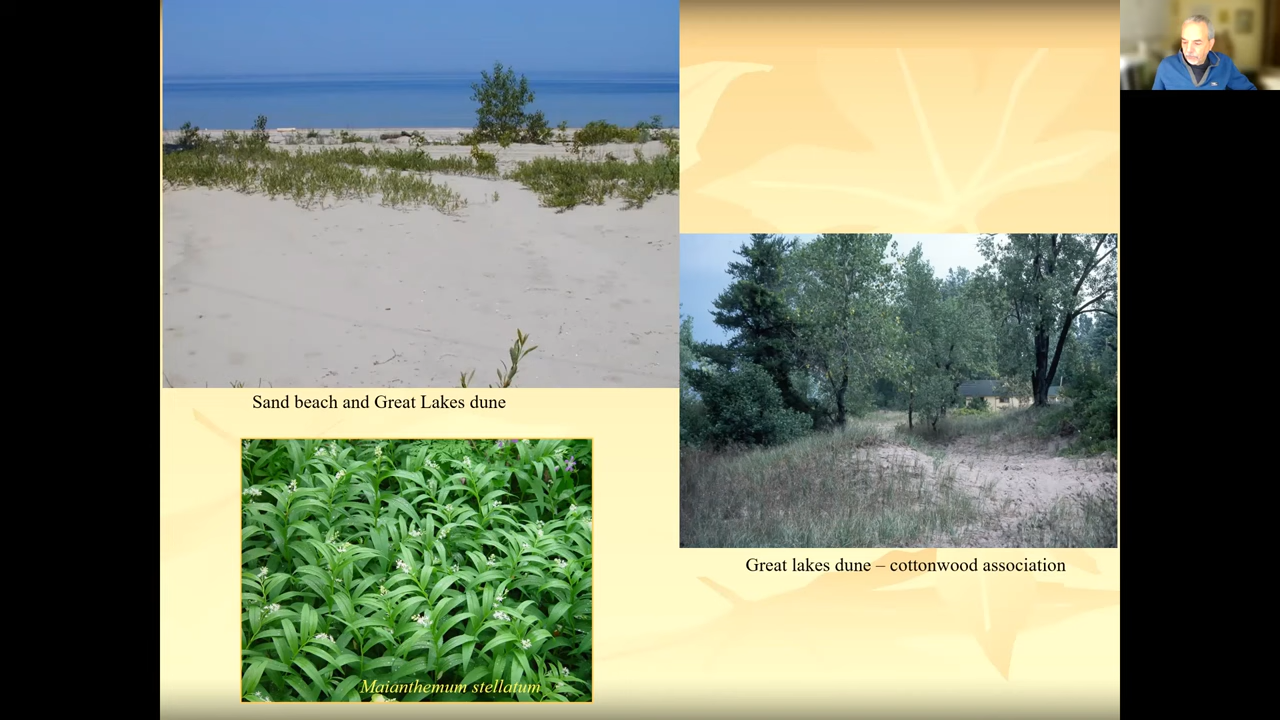 Sand beach and Great Lakes dune
Maianthemum stellatum
Great lakes dune – cottonwood association